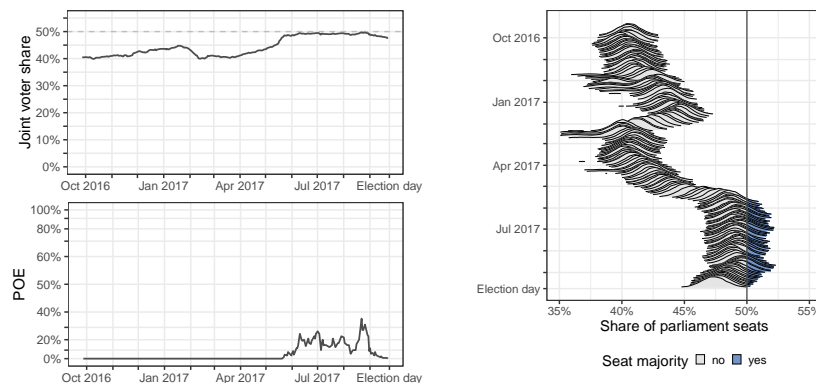 60%
50%
40%
30%
20%
10%
0%
Joint voter share
Oct 2016 Jan 2017 Apr 2017 Jul 2017 Election day
100%
80%
60%
50%
40%
20%
0%
POE
Oct 2016 Jan 2017 Apr 2017 Jul 2017 Election day
Oct 2016
Jan 2017
Apr 2017
Jul 2017
Election day
35% 40% 45% 50% 55%
Share of parliament seats
Seat majority no yes